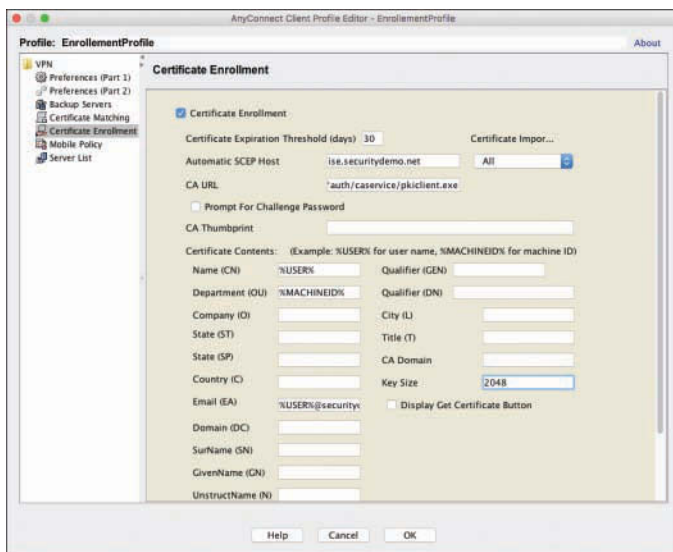 AnyConnect Client Profile Editor - EnrollementProfile
Profile: EnrollementProfile
About
VPN
Preferences (Part 1)
Preferences (Part 2)
Backup Servers
Certificate Matching
Certificate Enrollment
Mobile Policy
Server List
Certificate Enrollment
Certificate Enrollment
Certificate Expiration Threshold (days) 30 Certificate Impor...
Automatic SCEP Host ise.securitydemo.net All
CA URL 'auth/caservice/pkiclient.exe
Prompt For Challenge Password
CA Thumbprint
Certificate Contents: (Example: %USER% for user name, %MACHINEID% for machine ID)
Name (CN) %USER% Qualifier (GEN)
Department (OU) %MACHINEID% Qualifier (DN)
Company (O) City (L)
State (ST) Title (T)
State (SP) CA Domain
Country (C) Key Size 2048
Email (EA) %USER%@security Display Get Certificate Button
Domain (DC)
SurName (SN)
GivenName (GN)
UnstructName (N)
Help Cancel OK